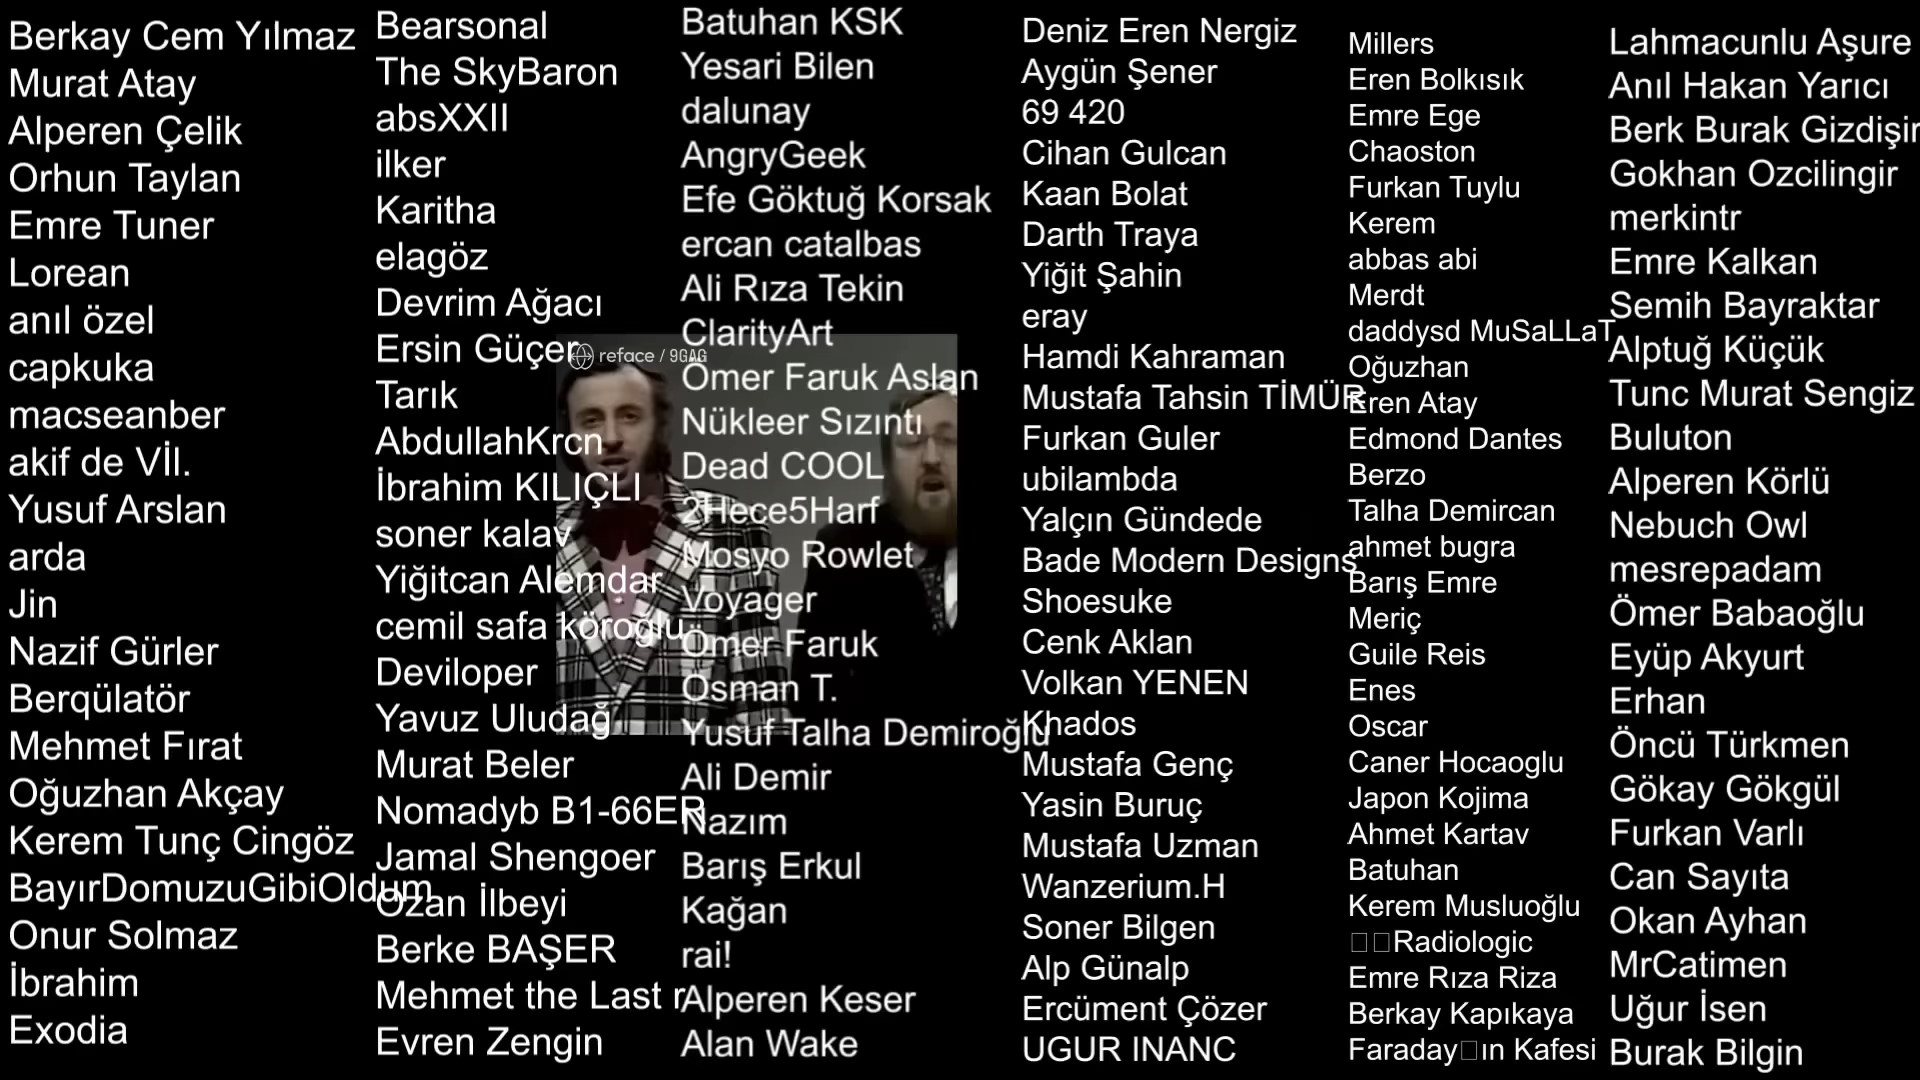 Berkay Cem Yılmaz
Murat Atay
Alperen Çelik
Orhun Taylan
Emre Tuner
Lorean
anıl özel
capkuka
macseanber
akif de Vİl.
Yusuf Arslan
arda
Jin
Nazif Gürler
Berqülatör
Mehmet Fırat
Oğuzhan Akçay
Kerem Tunç Cingöz
BayırDomuzuGibiOldum
Onur Solmaz
İbrahim
Exodia
Bearsonal
The SkyBaron
absXXII
ilker
Karitha
elagöz
Devrim Ağacı
Ersin Güçer
Tarık
AbdullahKrcn
İbrahim KILIÇLI
soner kalav
Yiğitcan Alemdar
cemil safa köroğlu
Deviloper
Yavuz Uludağ
Murat Beler
Nomadyb B1-66ER
Jamal Shengoer
Ozan İlbeyi
Berke BAŞER
Mehmet the Last r
Evren Zengin
reface / 9GAG
Batuhan KSK
Yesari Bilen
dalunay
AngryGeek
Efe Göktuğ Korsak
ercan catalbas
Ali Rıza Tekin
ClarityArt
Ömer Faruk Aslan
Nükleer Sızıntı
Dead COOL
2Hece5Harf
Mosyo Rowlet
Voyager
Ömer Faruk
Osman T.
Yusuf Talha Demiroğlu
Ali Demir
Nazım
Barış Erkul
Kağan
rai!
Alperen Keser
Alan Wake
Deniz Eren Nergiz
Aygün Şener
69 420
Cihan Gulcan
Kaan Bolat
Darth Traya
Yiğit Şahin
eray
Hamdi Kahraman
Mustafa Tahsin TİMÜR
Furkan Guler
ubilambda
Yalçın Gündede
Bade Modern Designs
Shoesuke
Cenk Aklan
Volkan YENEN
Khados
Mustafa Genç
Yasin Buruç
Mustafa Uzman
Wanzerium.H
Soner Bilgen
Alp Günalp
Ercüment Çözer
UGUR INANC
Millers
Eren Bolkısık
Emre Ege
Chaoston
Furkan Tuylu
Kerem
abbas abi
Merdt
daddysd MuSaLLaT
Oğuzhan
Eren Atay
Edmond Dantes
Berzo
Talha Demircan
ahmet bugra
Barış Emre
Meriç
Guile Reis
Enes
Oscar
Caner Hocaoglu
Japon Kojima
Ahmet Kartav
Batuhan
Kerem Musluoğlu
□□Radiologic
Emre Rıza Riza
Berkay Kapıkaya
Faraday□ın Kafesi
Lahmacunlu Aşure
Anıl Hakan Yarıcı
Berk Burak Gizdişir
Gokhan Ozcilingir
merkintr
Emre Kalkan
Semih Bayraktar
Alptuğ Küçük
Tunc Murat Sengiz
Buluton
Alperen Körlü
Nebuch Owl
mesrepadam
Ömer Babaoğlu
Eyüp Akyurt
Erhan
Öncü Türkmen
Gökay Gökgül
Furkan Varlı
Can Sayıta
Okan Ayhan
MrCatimen
Uğur İsen
Burak Bilgin